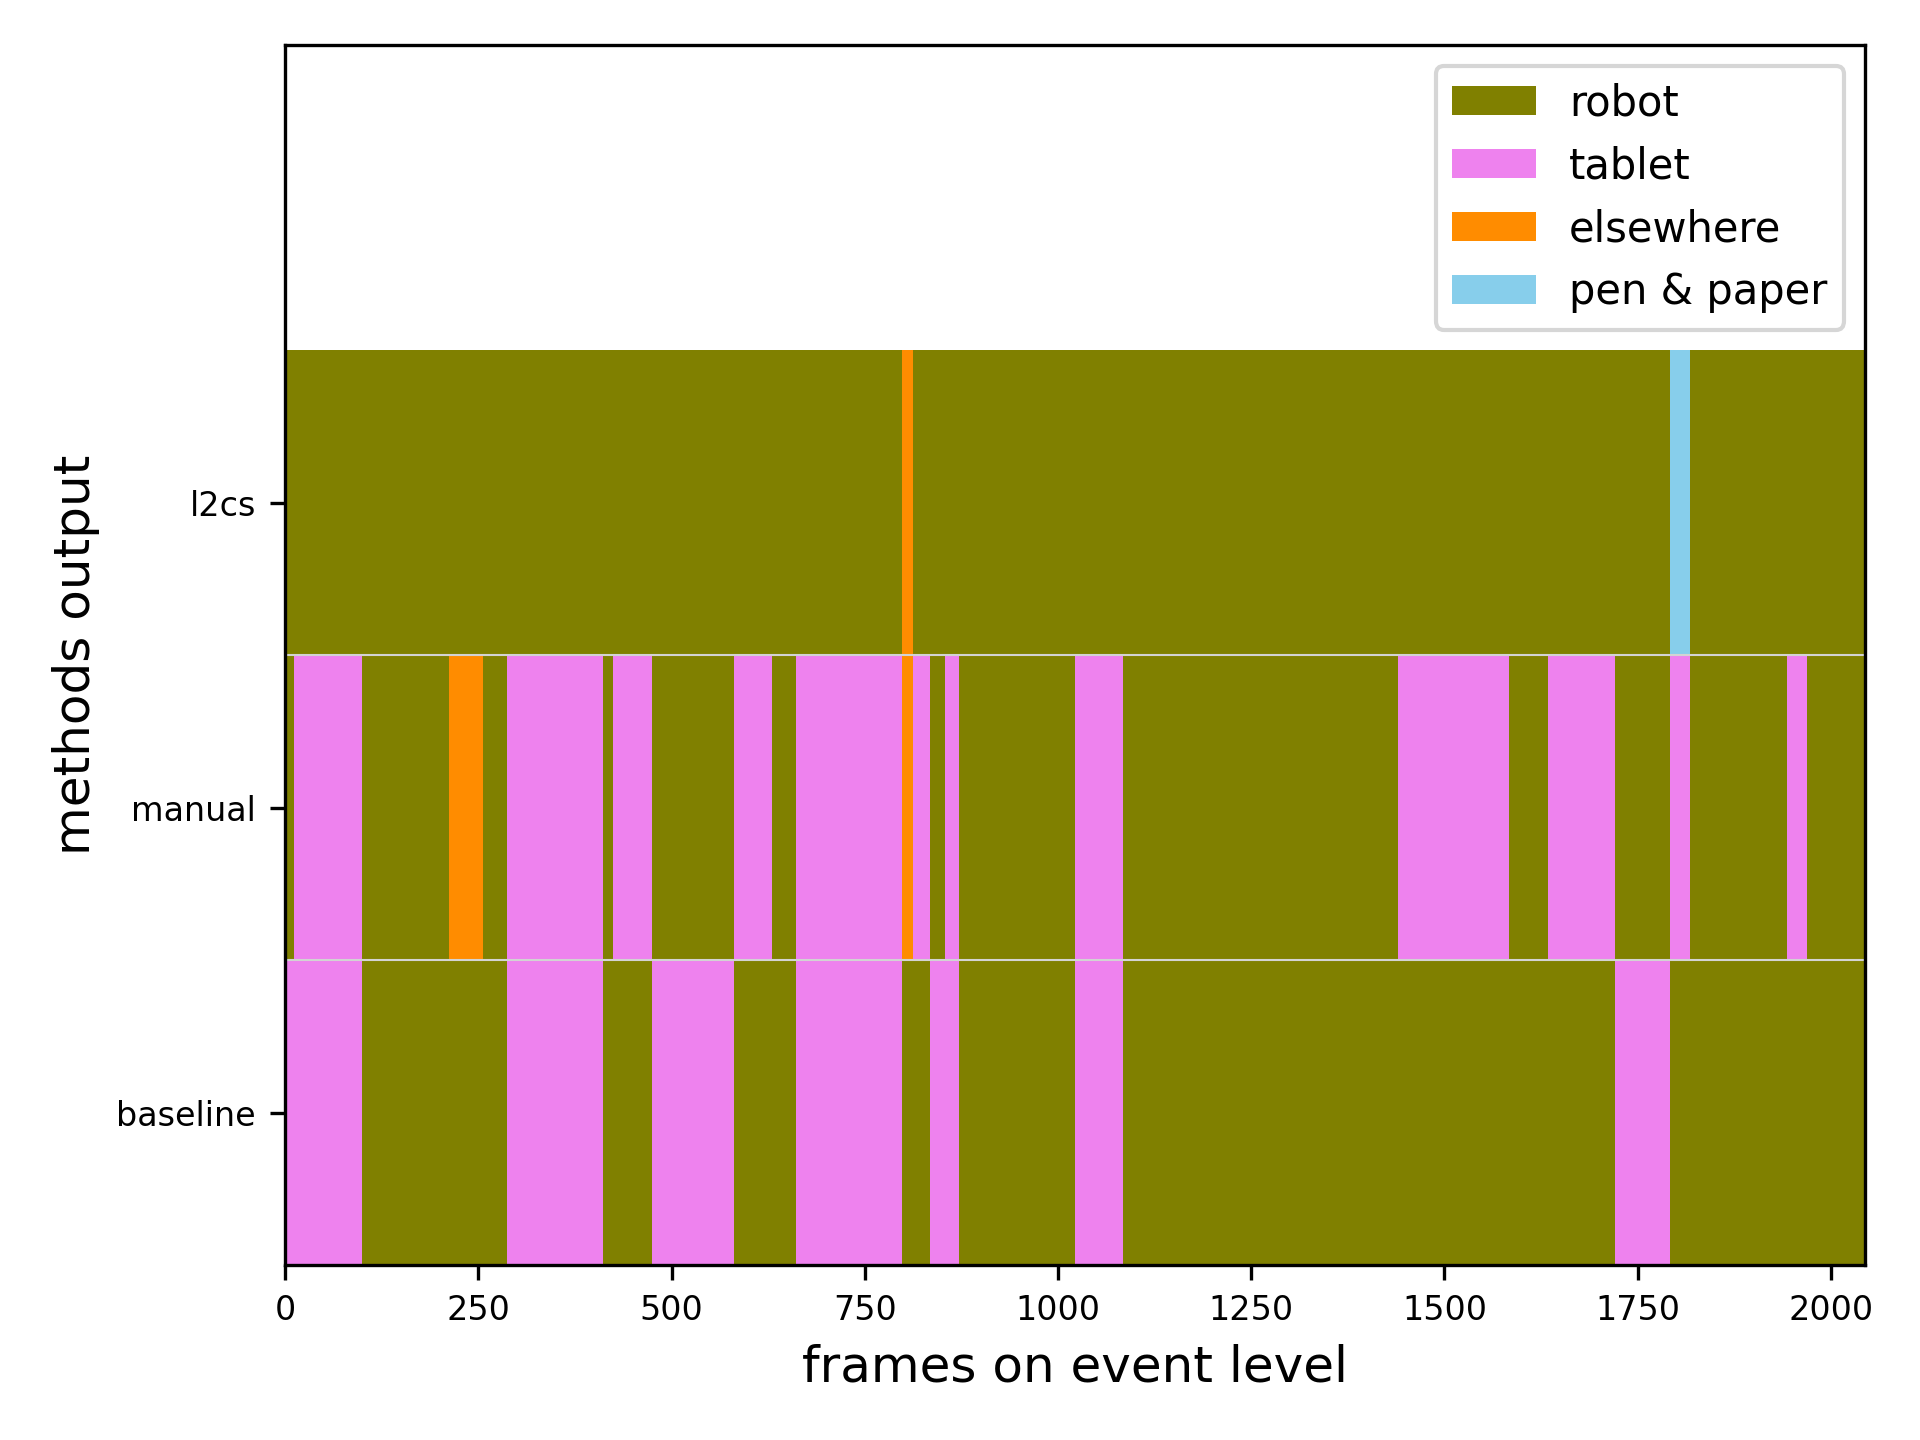 robot
tablet
elsewhere
pen & paper
methods output
l2cs
manual
baseline
0 250 500 750 1000 1250 1500 1750 2000
frames on event level